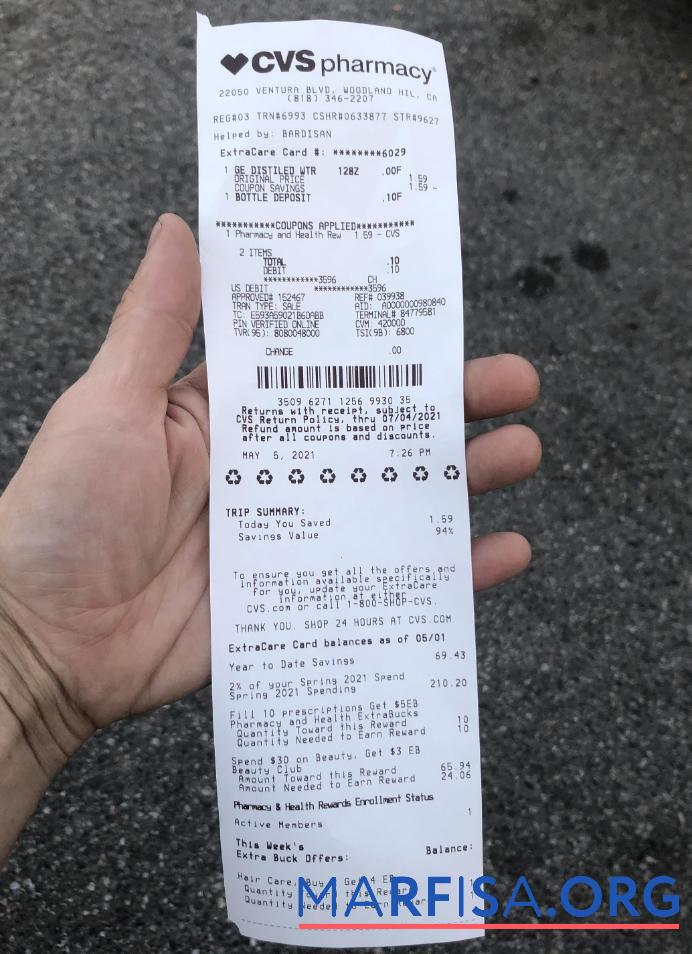 CVS pharmacy®
22050 VENTURA BLVD, WOODLAND HIL, CA
(818) 346-2207
REG#03 TRN#6993 CSHR#0633877 STR#9627
Helped by: BARDISAN
ExtraCare Card #: ********6029
1 GE DISTILED WTR 128Z .00F
ORIGINAL PRICE 1.59
COUPON SAVINGS 1.59 -
1 BOTTLE DEPOSIT .10F
***********COUPONS APPLIED***********
1 Pharmacy and Health Rew 1.59 - CVS
2 ITEMS
TOTAL .10
DEBIT .10
************3596 CH
US DEBIT ************3596
APPROVED# 152467 REF# 039938
TRAN TYPE: SALE AID: A0000000980840
TC: E593A69021B60ABB TERMINAL# 84779581
PIN VERIFIED ONLINE CVM: 420000
TVR(95): 8080048000 TSI(9B): 6800
CHANGE .00
3509 6271 1256 9930 35
Returns with receipt, subject to
CVS Return Policy, thru 07/04/2021
Refund amount is based on price
after all coupons and discounts.
MAY 5, 2021 7:26 PM
TRIP SUMMARY:
Today You Saved 1.59
Savings Value 94%
To ensure you get all the offers and
information available specifically
for you, update your ExtraCare
information at either
CVS.com or call 1-800-SHOP-CVS.
THANK YOU. SHOP 24 HOURS AT CVS.COM
ExtraCare Card balances as of 05/01
Year to Date Savings 69.43
2% of your Spring 2021 Spend
Spring 2021 Spending 210.20
Fill 10 prescriptions Get $5EB
Pharmacy and Health ExtraBucks
Quantity Toward this Reward 10
Quantity Needed to Earn Reward 10
Spend $30 on Beauty, Get $3 EB
Beauty Club
Amount Toward this Reward 65.94
Amount Needed to Earn Reward 24.06
Pharmacy & Health Rewards Enrollment Status
Active Members 1
This Week's
Extra Buck Offers: Balance:
Hair Care, Buy Get 4 EB
Quantity this
Quantity Needed to
MARFISA.ORG